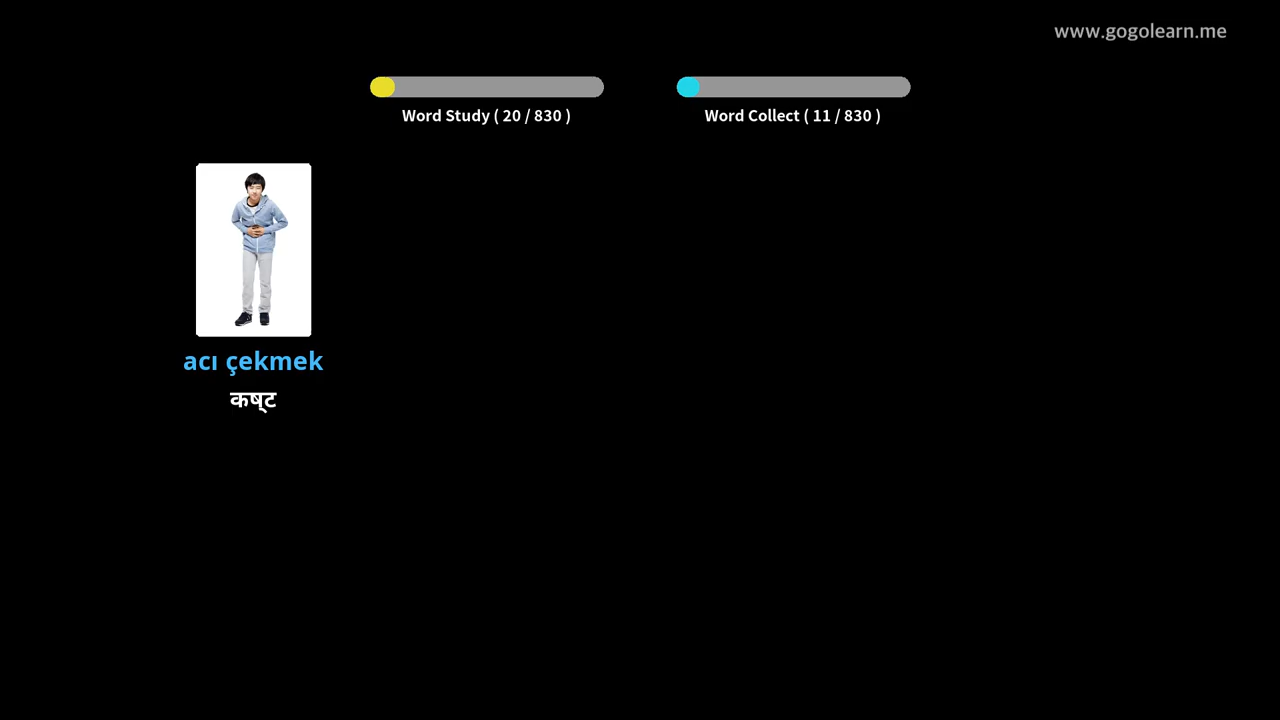 www.gogolearn.me
Word Study ( 20 / 830 )
Word Collect ( 11 / 830 )
acı çekmek
कष्ट